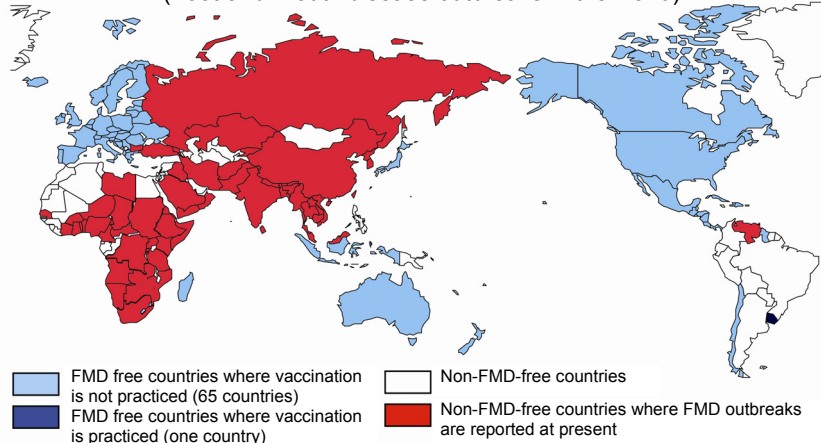 FMD free countries where vaccination
is not practiced (65 countries)
FMD free countries where vaccination
is practiced (one country)
Non-FMD-free countries
Non-FMD-free countries where FMD outbreaks
are reported at present